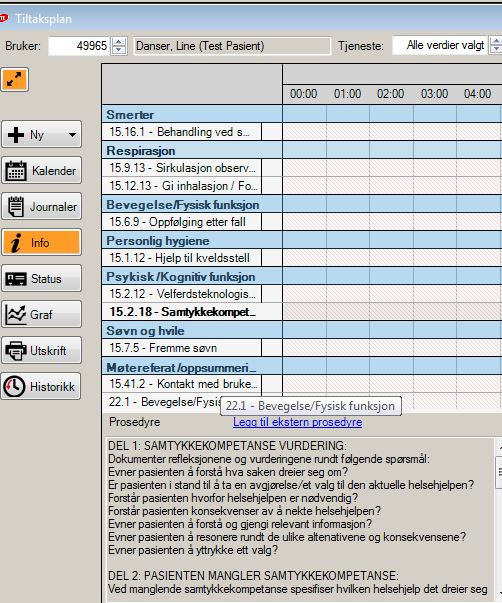 Tiltaksplan
Bruker: 49965 Danser, Line (Test Pasient) Tjeneste: Alle verdier valgt
00:00 01:00 02:00 03:00 04:00
Smerter
Ny
15.16.1 - Behandling ved s...
Respirasjon
Kalender
15.9.13 - Sirkulasjon observ...
15.12.13 - Gi inhalasjon / Fo...
Journaler
Bevegelse/Fysisk funksjon
15.6.9 - Oppfølging etter fall
Info
Personlig hygiene
15.1.12 - Hjelp til kveldsstell
Status
Psykisk /Kognitiv funksjon
15.2.12 - Velferdsteknologis...
Graf
15.2.18 - Samtykkekompet...
Søvn og hvile
Utskrift
15.7.5 - Fremme søvn
Møtereferat /oppsummeri...
Historikk
15.41.2 - Kontakt med bruke...
22.1 - Bevegelse/Fysi
22.1 - Bevegelse/Fysisk funksjon
Prosedyre Legg til ekstern prosedyre
DEL 1: SAMTYKKEKOMPETANSE VURDERING:
Dokumenter refleksjonene og vurderingene rundt følgende spørsmål:
Evner pasienten å forstå hva saken dreier seg om?
Er pasienten i stand til å ta en avgjørelse/et valg til den aktuelle helsehjelpen?
Forstår pasienten hvorfor helsehjelpen er nødvendig?
Forstår pasienten konsekvenser av å nekte helsehjelpen?
Evner pasienten å forstå og gjengi relevant informasjon?
Evner pasienten å resonere rundt de ulike altenativene og konsekvensene?
Evner pasienten å yttrykke ett valg?
DEL 2: PASIENTEN MANGLER SAMTYKKEKOMPETANSE:
Ved manglende samtykkekompetanse spesifiser hvilken helsehjelp det dreier seg